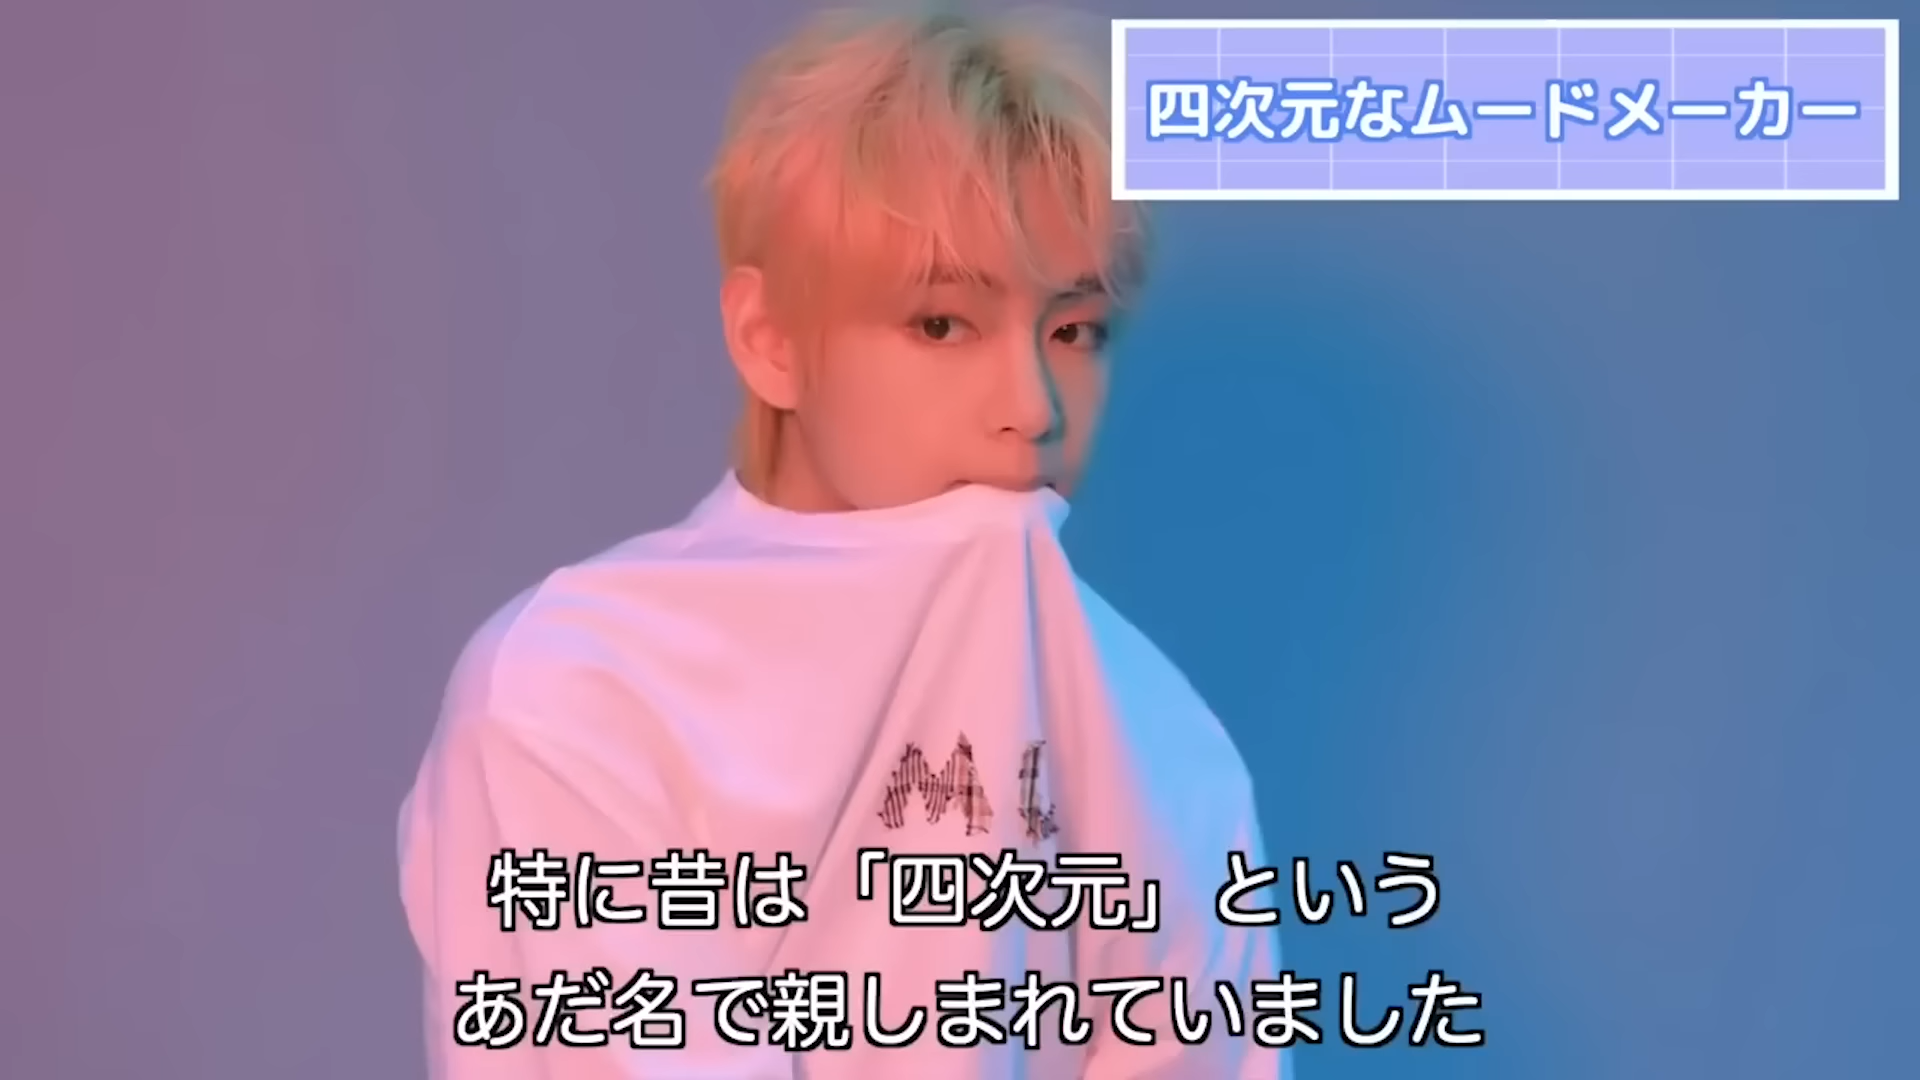 四次元なムードメーカー
特に昔は「四次元」という
あだ名で親しまれていました